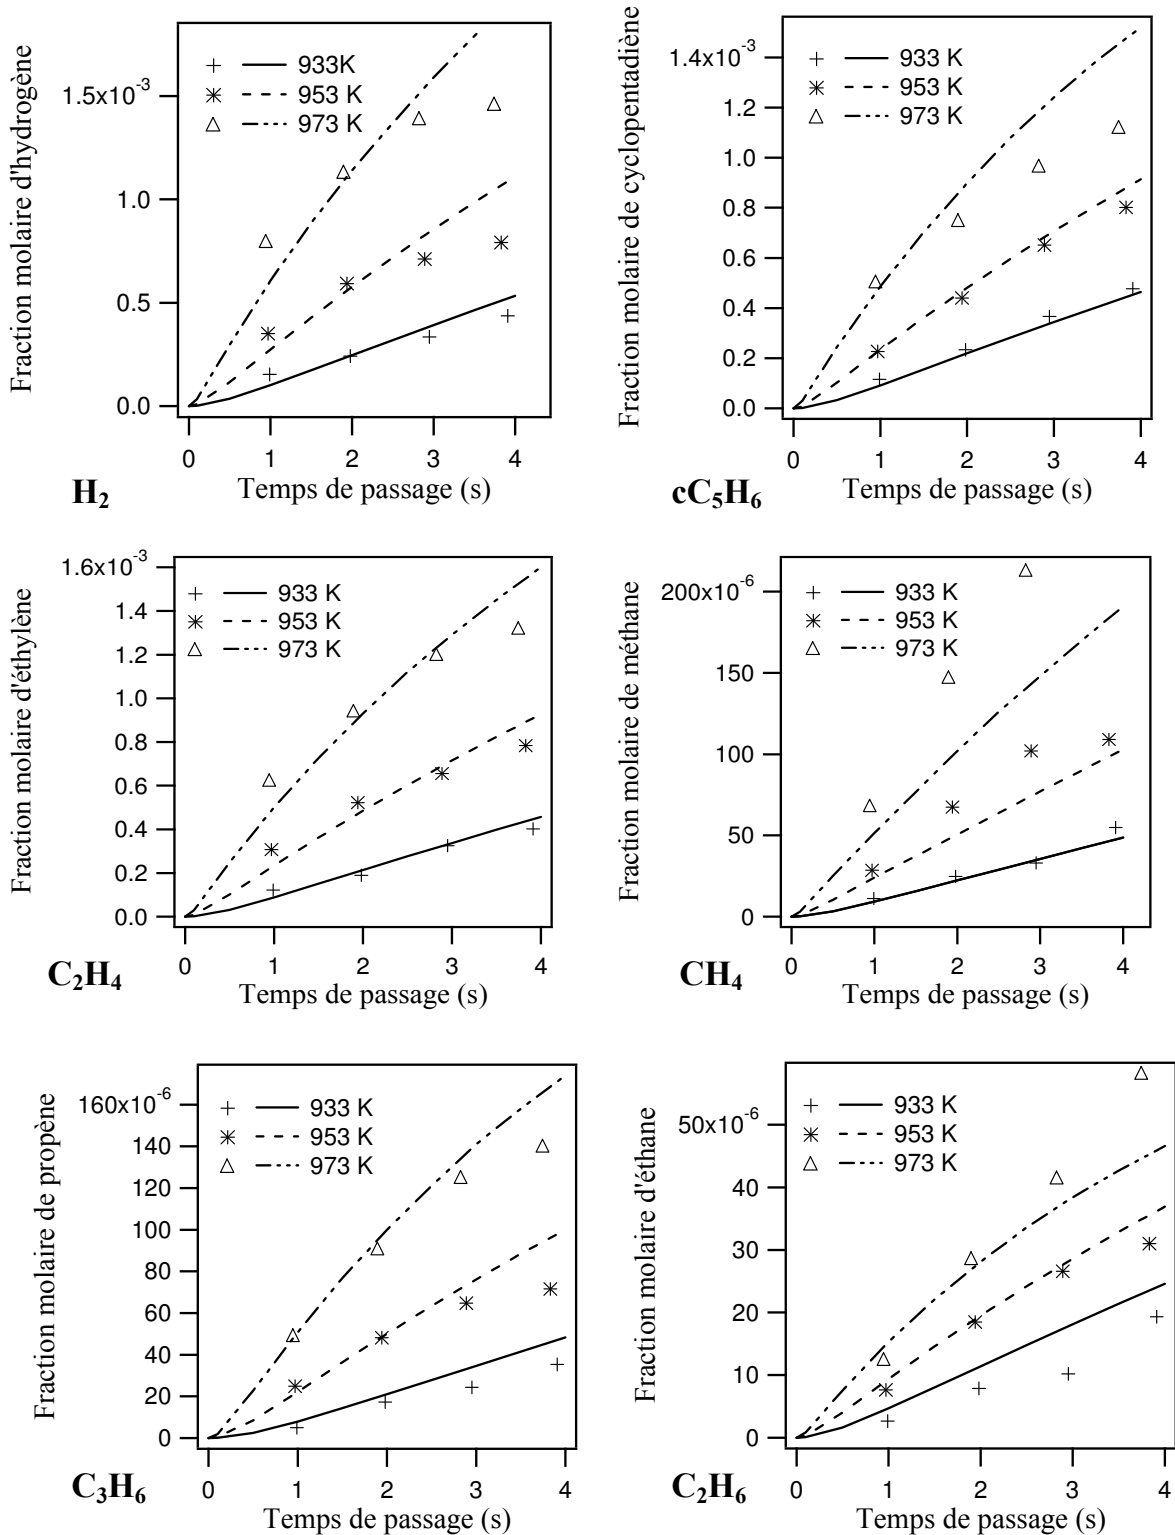 Fraction molaire d'hydrogène
1.5x10-3
1.0
0.5
0.0
933K
953 K
973 K
0 1 2 3 4
H2
Temps de passage (s)
Fraction molaire de cyclopentadiène
1.4x10-3
1.2
1.0
0.8
0.6
0.4
0.2
0.0
933 K
953 K
973 K
0 1 2 3 4
cC5H6
Temps de passage (s)
Fraction molaire d'éthylène
1.6x10-3
1.4
1.2
1.0
0.8
0.6
0.4
0.2
0.0
933 K
953 K
973 K
0 1 2 3 4
C2H4
Temps de passage (s)
Fraction molaire de méthane
200x10-6
150
100
50
0
933 K
953 K
973 K
0 1 2 3 4
CH4
Temps de passage (s)
Fraction molaire de propène
160x10-6
140
120
100
80
60
40
20
0
933 K
953 K
973 K
0 1 2 3 4
C3H6
Temps de passage (s)
Fraction molaire d'éthane
50x10-6
40
30
20
10
0
933 K
953 K
973 K
0 1 2 3 4
C2H6
Temps de passage (s)